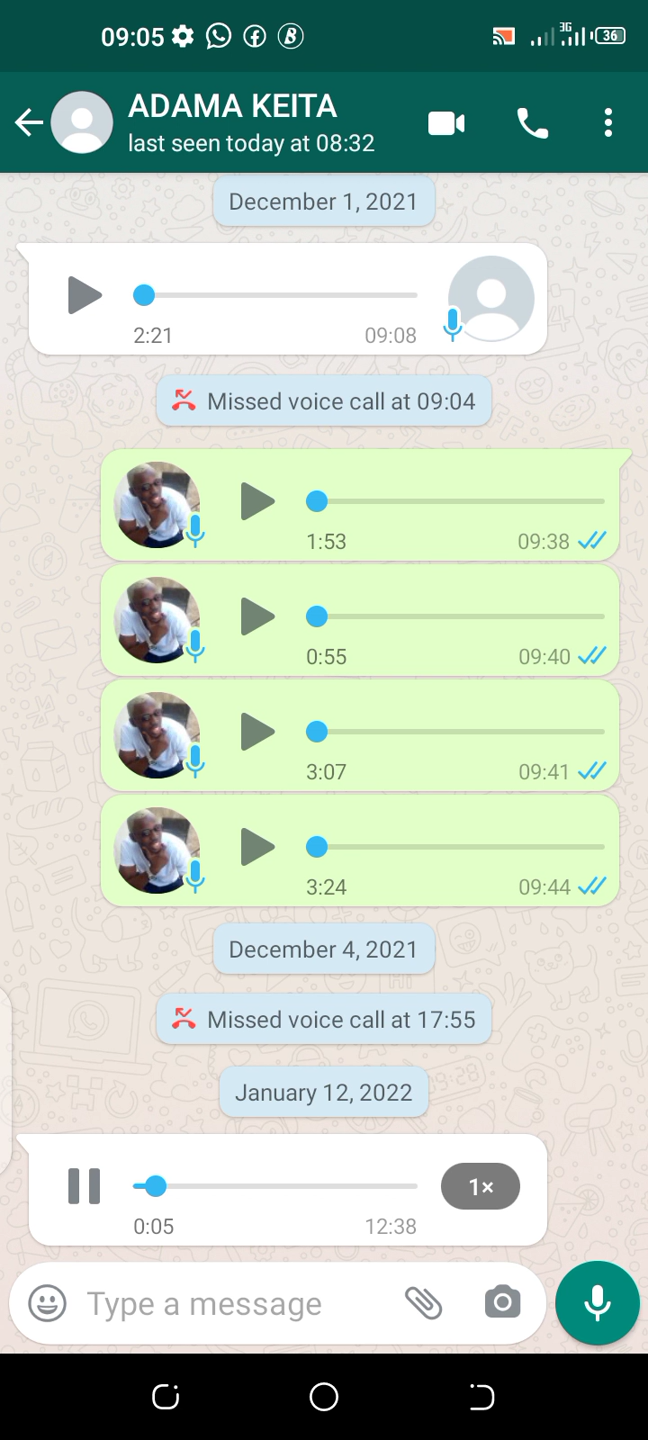 09:05
3G
36
ADAMA KEITA
last seen today at 08:32
December 1, 2021
2:21 09:08
Missed voice call at 09:04
1:53 09:38
0:55 09:40
3:07 09:41
3:24 09:44
December 4, 2021
Missed voice call at 17:55
January 12, 2022
1×
0:05 12:38
Type a message